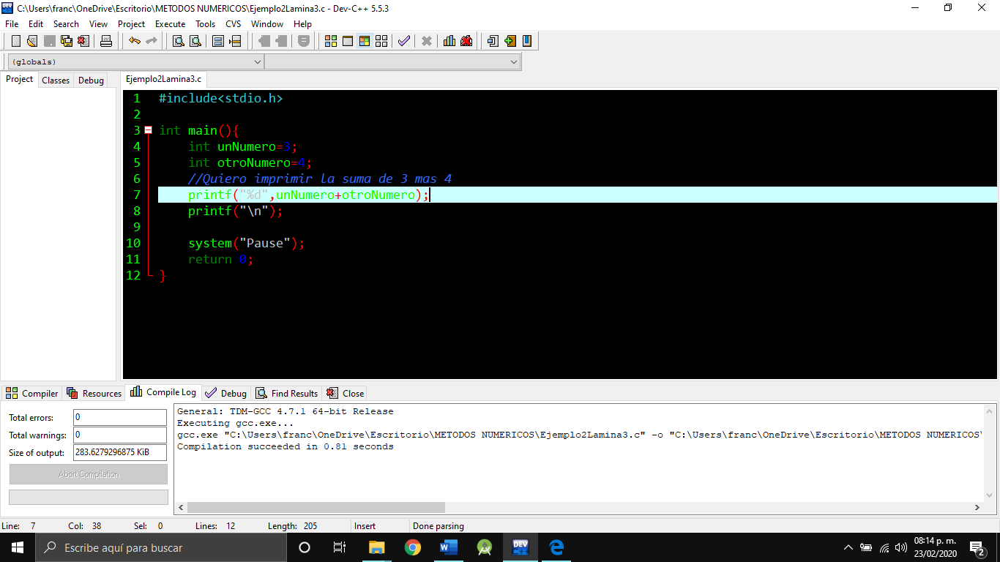 C:\Users\franc\OneDrive\Escritorio\METODOS NUMERICOS\Ejemplo2Lamina3.c - Dev-C++ 5.5.3
File Edit Search View Project Execute Tools CVS Window Help
(globals)
Project Classes Debug
Ejemplo2Lamina3.c
1 #include<stdio.h>
2
3 int main(){
4 int unNumero=3;
5 int otroNumero=4;
6 //Quiero imprimir la suma de 3 mas 4
7 printf("%d",unNumero+otroNumero);
8 printf("\n");
9
10 system("Pause");
11 return 0;
12 }
Compiler Resources Compile Log Debug Find Results Close
Total errors: 0
Total warnings: 0
Size of output: 283.6279296875 KiB
Abort Compilation
General: TDM-GCC 4.7.1 64-bit Release
Executing gcc.exe...
gcc.exe "C:\Users\franc\OneDrive\Escritorio\METODOS NUMERICOS\Ejemplo2Lamina3.c" -o "C:\Users\franc\OneDrive\Escritorio\METODOS NUMERICOS\
Compilation succeeded in 0.81 seconds
Line: 7 Col: 38 Sel: 0 Lines: 12 Length: 205 Insert Done parsing
Escribe aquí para buscar
DEV C++
08:14 p. m.
23/02/2020
2